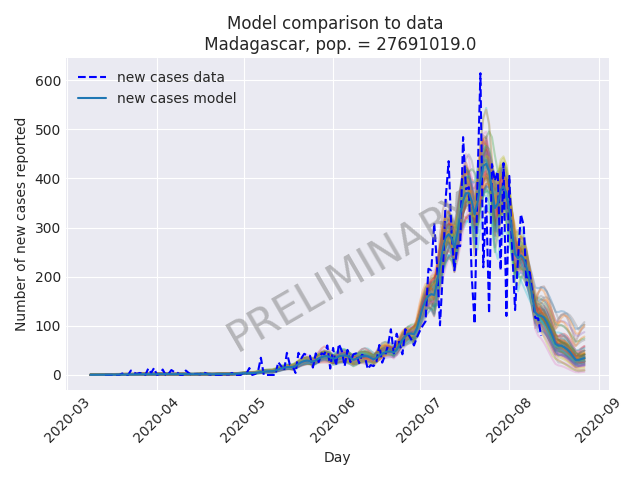 Model comparison to data
Madagascar, pop. = 27691019.0
new cases data
new cases model
600
500
400
300
200
100
0
Number of new cases reported
PRELIMINARY
2020-03
2020-04
2020-05
2020-06
2020-07
2020-08
2020-09
Day